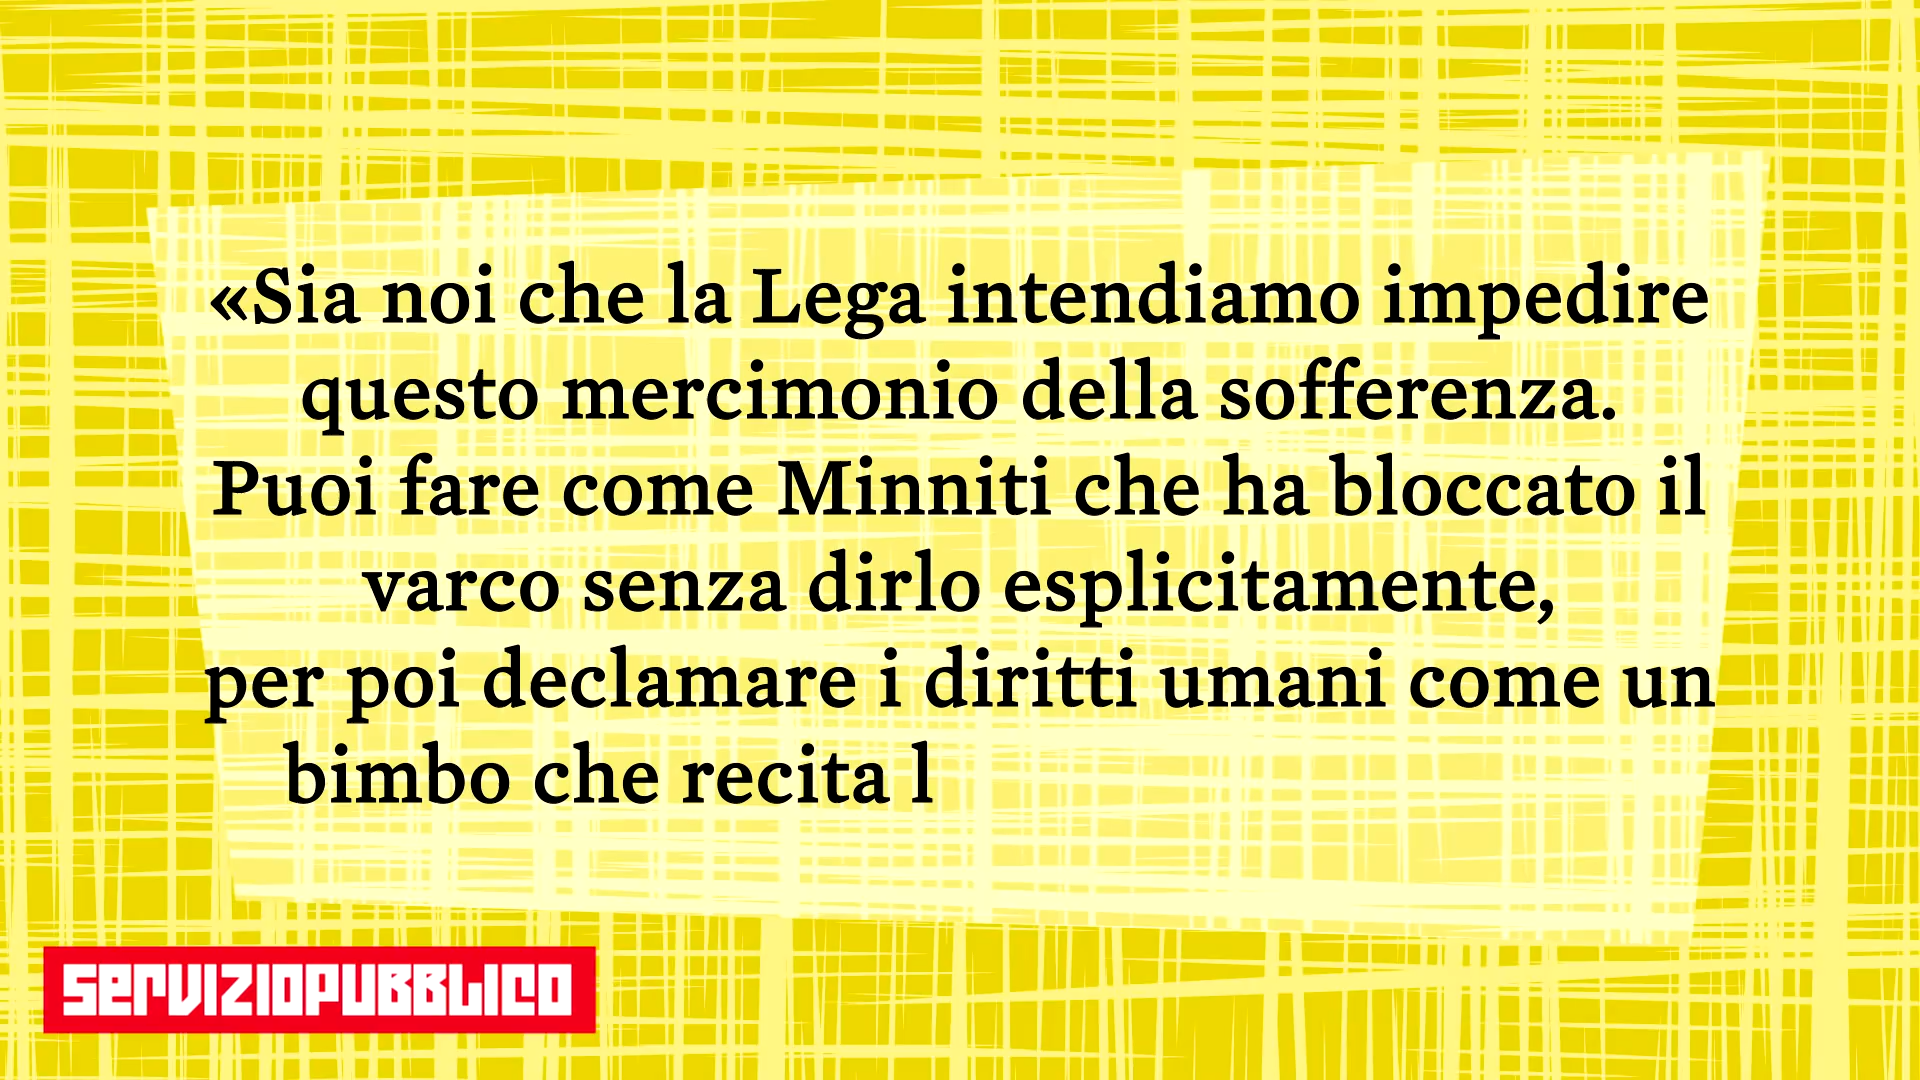 «Sia noi che la Lega intendiamo impedire
questo mercimonio della sofferenza.
Puoi fare come Minniti che ha bloccato il
varco senza dirlo esplicitamente,
per poi declamare i diritti umani come un
bimbo che recita l
SERVIZIOPUBBLICO